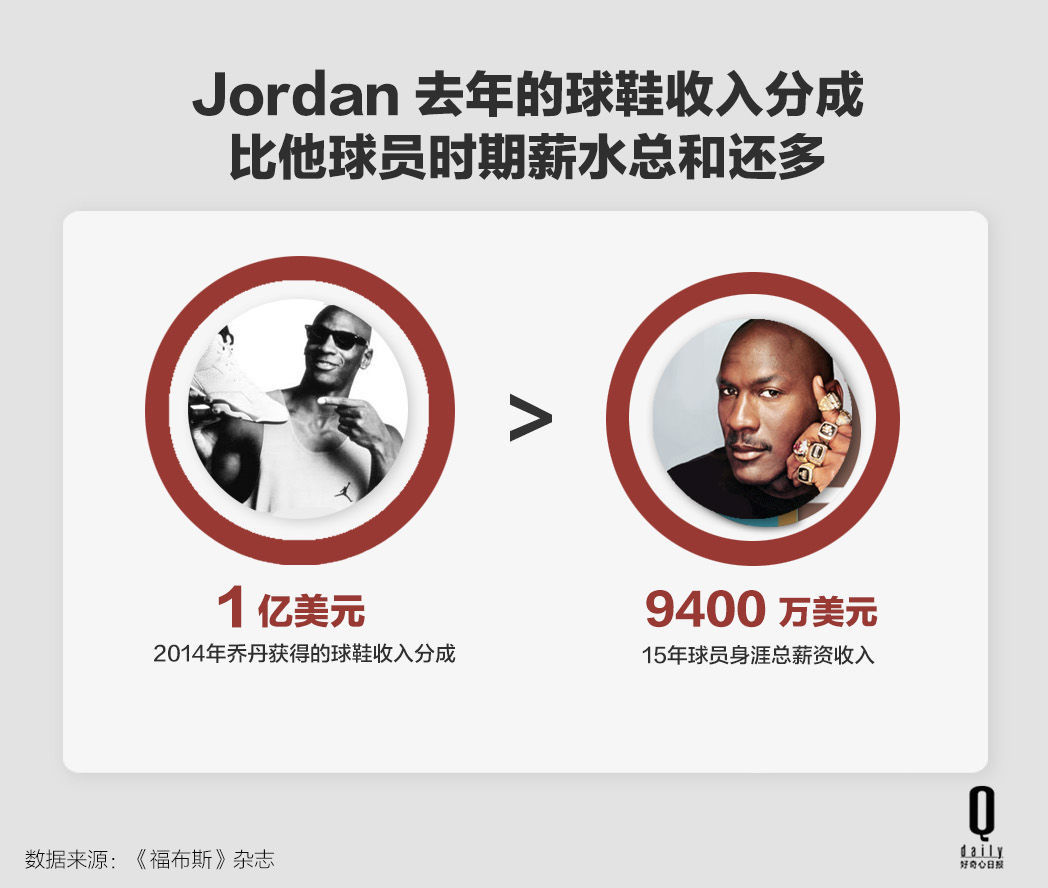 Jordan 去年的球鞋收入分成
比他球员时期薪水总和还多
>
1 亿美元
2014年乔丹获得的球鞋收入分成
9400 万美元
15年球员身涯总薪资收入
数据来源：《福布斯》杂志
Q
daily
好奇心日报